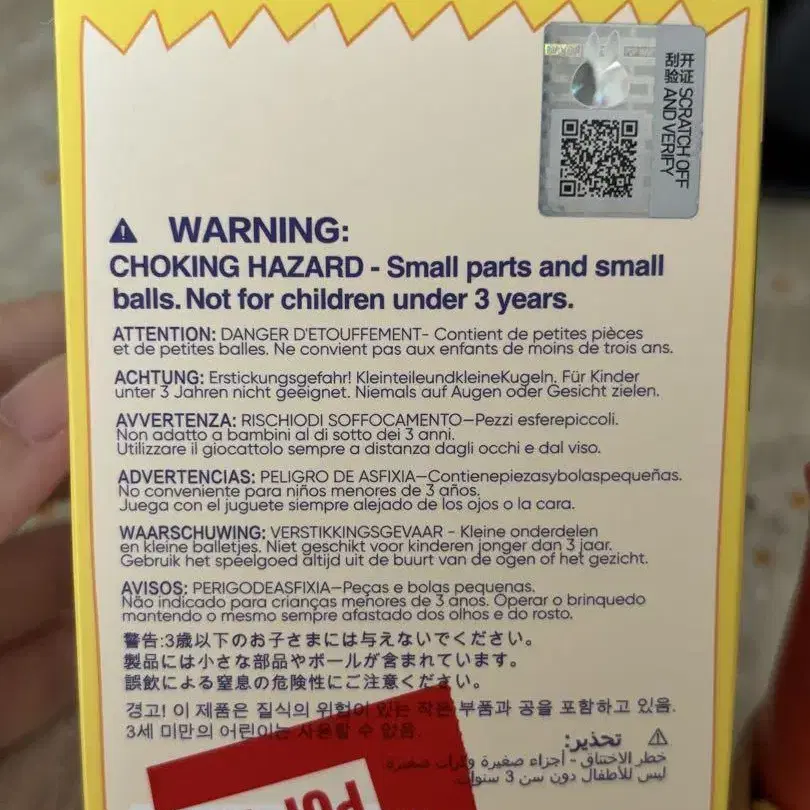 开证 SCRATCH OFF
刮验 AND VERIFY
WARNING:
CHOKING HAZARD - Small parts and small
balls. Not for children under 3 years.
ATTENTION: DANGER D'ETOUFFEMENT- Contient de petites pièces
et de petites balles. Ne convient pas aux enfants de moins de trois ans.
ACHTUNG: Erstickungsgefahr! KleinteileundkleineKugeln. Für Kinder
unter 3 Jahren nicht geeignet. Niemals auf Augen oder Gesicht zielen.
AVVERTENZA: RISCHIODI SOFFOCAMENTO—Pezzi esferepiccoli.
Non adatto a bambini al di sotto dei 3 anni.
Utilizzare il giocattolo sempre a distanza dagli occhi e dal viso.
ADVERTENCIAS: PELIGRO DE ASFIXIA—Contienepiezasybolaspequeñas.
No conveniente para niños menores de 3 años.
Juega con el juguete siempre alejado de los ojos o la cara.
WAARSCHUWING: VERSTIKKINGSGEVAAR - Kleine onderdelen
en kleine balletjes. Niet geschikt voor kinderen jonger dan 3 jaar.
Gebruik het speelgoed altijd uit de buurt van de ogen of het gezicht.
AVISOS: PERIGODEASFIXIA—Peças e bolas pequenas.
Não indicado para crianças menores de 3 anos. Operar o brinquedo
mantendo o mesmo sempre afastado dos olhos e do rosto.
警告:3歳以下のお子さまには与えないでください。
製品には小さな部品やボールが含まれています。
誤飲による窒息の危険性にご注意ください。
경고! 이 제품은 질식의 위험이 있는 작은 부품과 공을 포함하고 있음.
3세 미만의 어린이는 사용할 수 없음.
تحذير:
خطر الاختناق - أجزاء صغيرة وكرات صغيرة
ليس للأطفال دون سن 3 سنوات.